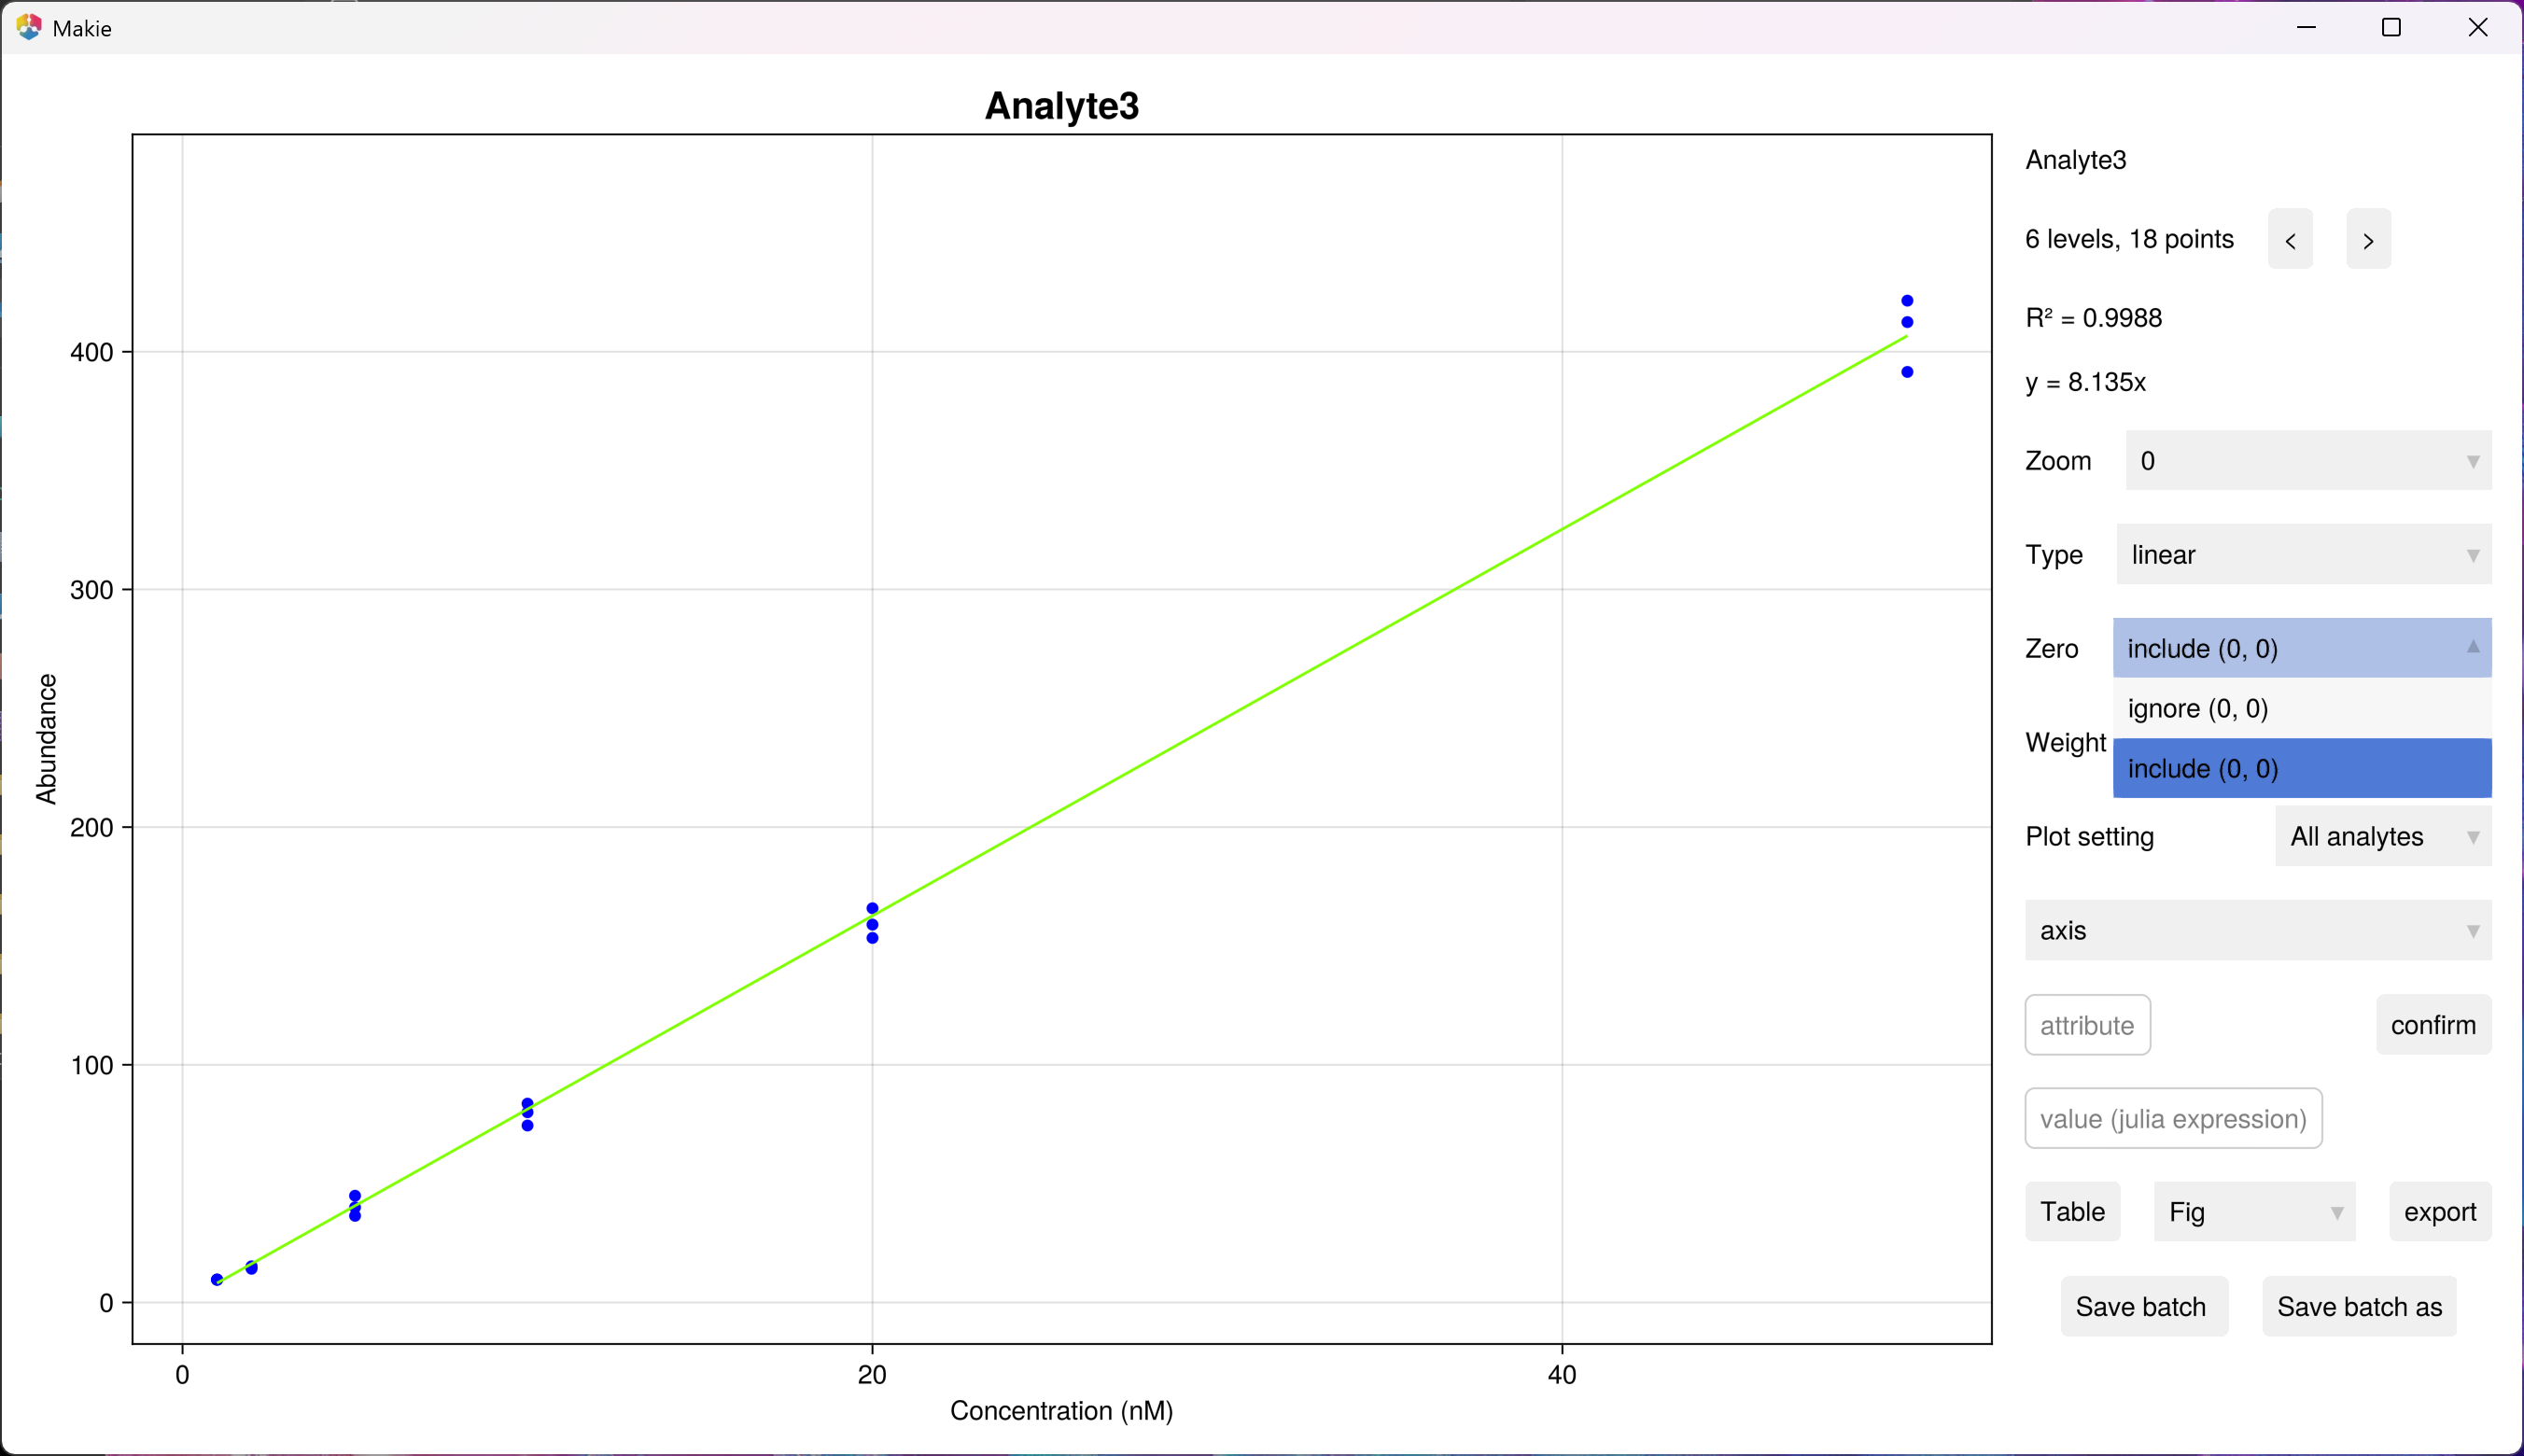 Makie
Analyte3
400
300
200
100
0
0
20
40
Abundance
Concentration (nM)
Analyte3
6 levels, 18 points < >
R² = 0.9988
y = 8.135x
Zoom 0
Type linear
Zero include (0, 0)
ignore (0, 0)
Weight
include (0, 0)
Plot setting All analytes
axis
attribute confirm
value (julia expression)
Table Fig export
Save batch Save batch as